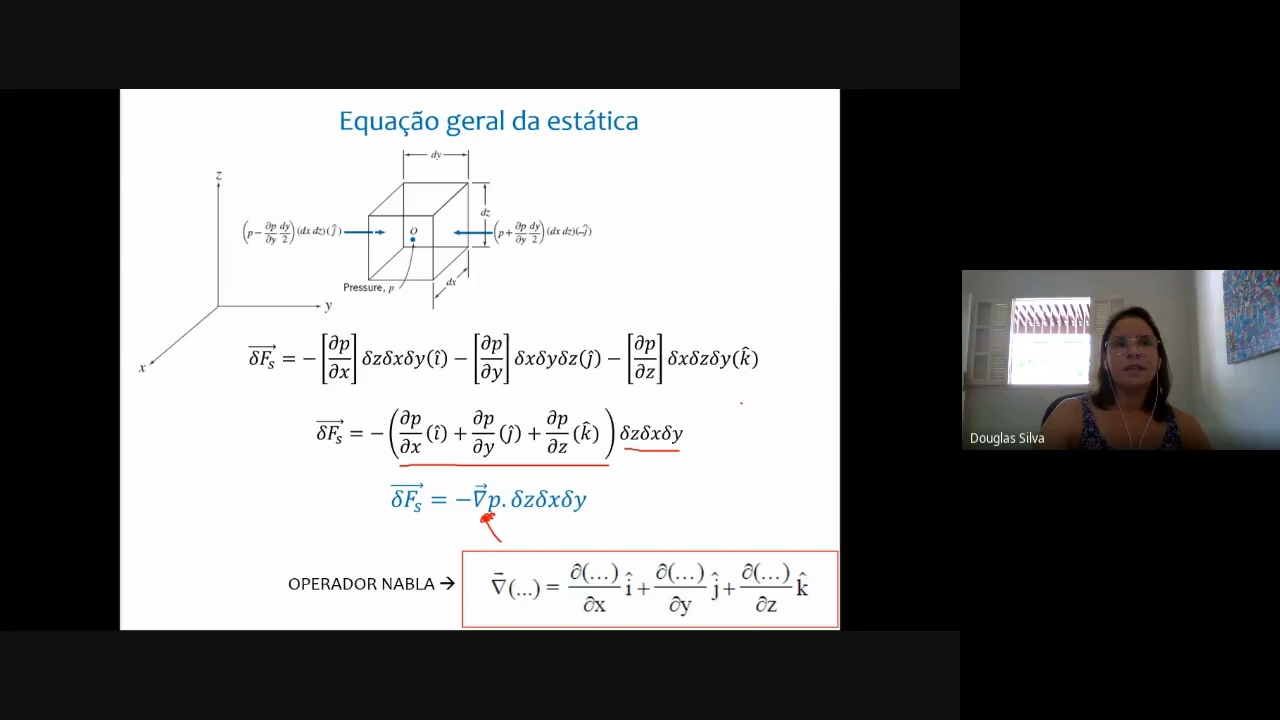 Equação geral da estática
dy
z
dz
(p − ∂p/∂y dy/2)(dx dz)(ĵ)
O
(p + ∂p/∂y dy/2)(dx dz)(−ĵ)
Pressure, p
dx
y
x
δF⃗ₛ = −[∂p/∂x] δzδxδy(î) − [∂p/∂y] δxδyδz(ĵ) − [∂p/∂z] δxδzδy(k̂)
δF⃗ₛ = −(∂p/∂x (î) + ∂p/∂y (ĵ) + ∂p/∂z (k̂)) δzδxδy
δF⃗ₛ = −∇⃗p. δzδxδy
OPERADOR NABLA → ∇⃗(...) = ∂(...)/∂x î + ∂(...)/∂y ĵ + ∂(...)/∂z k̂
Douglas Silva